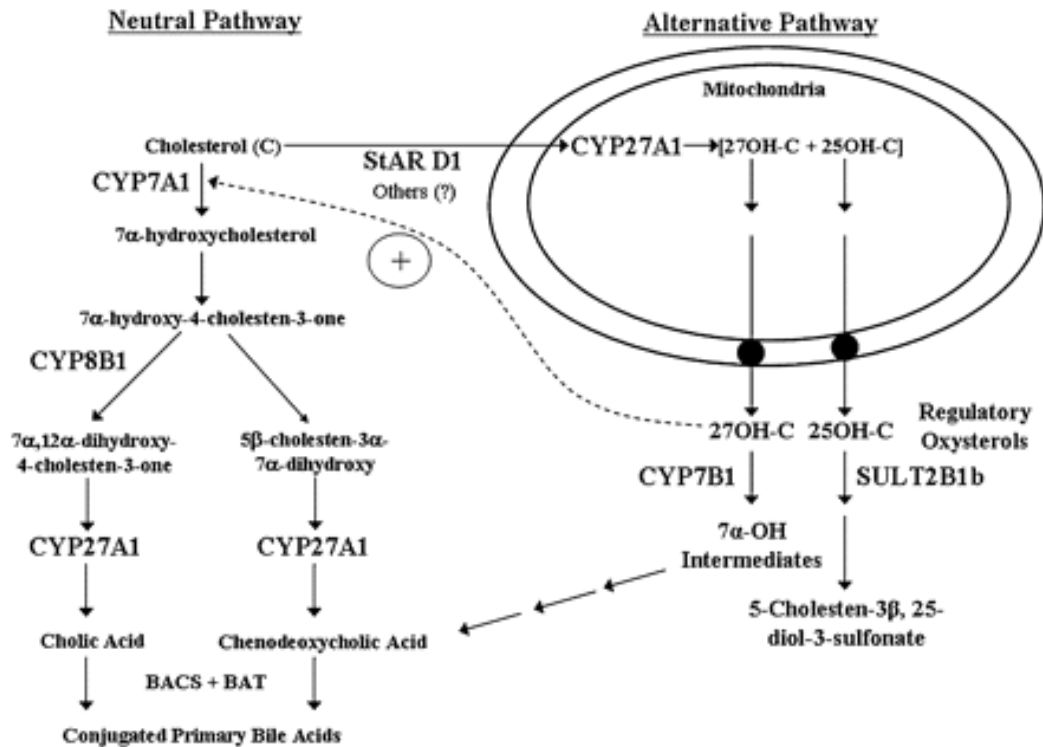 Neutral Pathway
Alternative Pathway
Mitochondria
Cholesterol (C)
CYP27A1
[27OH-C + 25OH-C]
StAR D1
Others (?)
CYP7A1
7α-hydroxycholesterol
+
7α-hydroxy-4-cholesten-3-one
CYP8B1
7α,12α-dihydroxy-
4-cholesten-3-one
5β-cholesten-3α-
7α-dihydroxy
27OH-C
25OH-C
Regulatory
Oxysterols
CYP7B1
SULT2B1b
CYP27A1
CYP27A1
7α-OH
Intermediates
5-Cholesten-3β, 25-
diol-3-sulfonate
Cholic Acid
Chenodeoxycholic Acid
BACS + BAT
Conjugated Primary Bile Acids